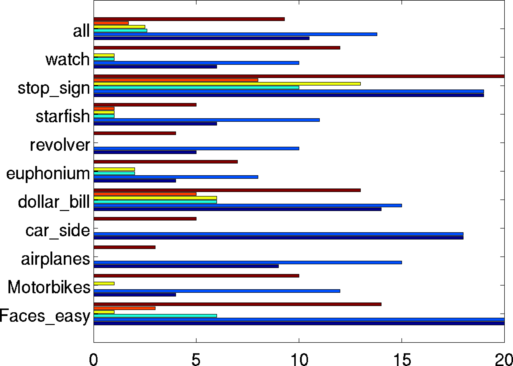 all
watch
stop_sign
starfish
revolver
euphonium
dollar_bill
car_side
airplanes
Motorbikes
Faces_easy
0 5 10 15 20